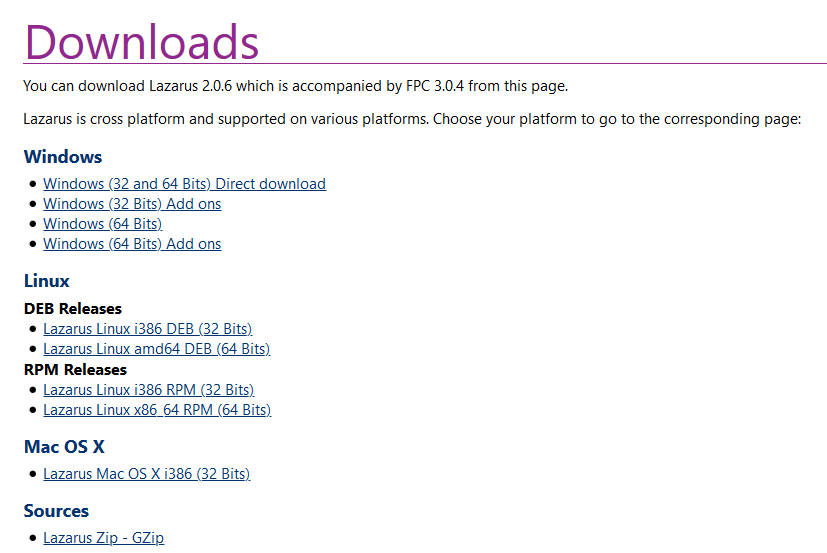 Downloads
You can download Lazarus 2.0.6 which is accompanied by FPC 3.0.4 from this page.
Lazarus is cross platform and supported on various platforms. Choose your platform to go to the corresponding page:
Windows
Windows (32 and 64 Bits) Direct download
Windows (32 Bits) Add ons
Windows (64 Bits)
Windows (64 Bits) Add ons
Linux
DEB Releases
Lazarus Linux i386 DEB (32 Bits)
Lazarus Linux amd64 DEB (64 Bits)
RPM Releases
Lazarus Linux i386 RPM (32 Bits)
Lazarus Linux x86_64 RPM (64 Bits)
Mac OS X
Lazarus Mac OS X i386 (32 Bits)
Sources
Lazarus Zip - GZip